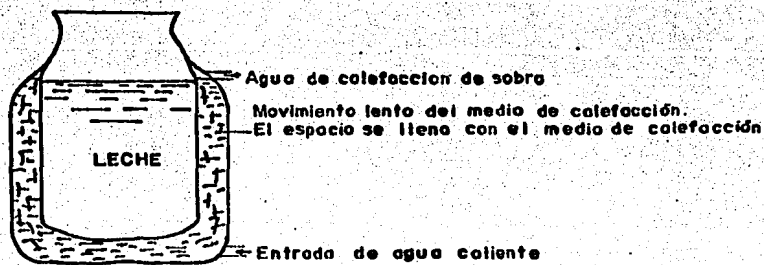 Agua de calefaccion de sobra
Movimiento lento del medio de calefacción.
El espacio se llena con el medio de calefacción
LECHE
Entrada de agua caliente